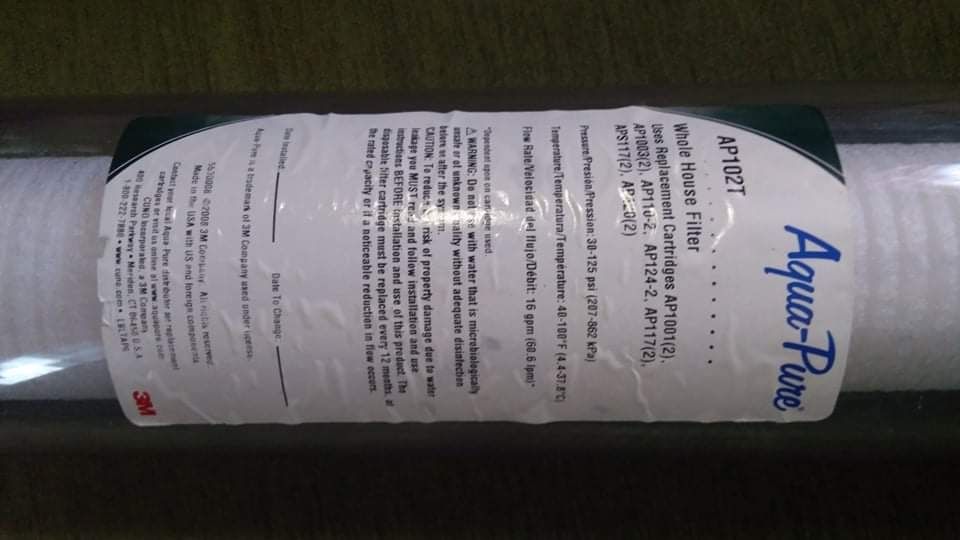 Aqua-Pure®
AP102T
Whole House Filter
Uses Replacement Cartridges AP1001(2),
AP1003(2), AP110-2, AP124-2, AP117(2),
APS117(2), (2)
Pressure/Presión/Pression: 30-125 psi (207-862 kPa)
Temperature/Temperatura/Température: 40-100°F (4.4-37.8°C)
Flow Rate/Velocidad del flujo/Débit: 16 gpm (60.6 lpm)*
*Dependent upon on cartridge used.
⚠ WARNING: Do not use with water that is microbiologically
unsafe or of unknown quality without adequate disinfection
before or after the system.
CAUTION: To reduce risk of property damage due to water
leakage you MUST read and follow installation and use
instructions BEFORE installation and use of this product. The
disposable filter cartridge must be replaced every 12 months, at
the rated capacity or if a noticeable reduction in flow occurs.
Date Installed: Date To Change:
Aqua-Pure is a trademark of 3M Company used under license.
©2008 3M Company. All rights reserved.
Made in the USA with US and foreign components
Contact your local Aqua-Pure distributor for replacement
cartridges or visit us online at www.aquapure.com
CUNO Incorporated, a 3M Company
400 Research Parkway • Meriden, CT 06450 U.S.A.
1-800-222-7880 • www.cuno.com •
3M